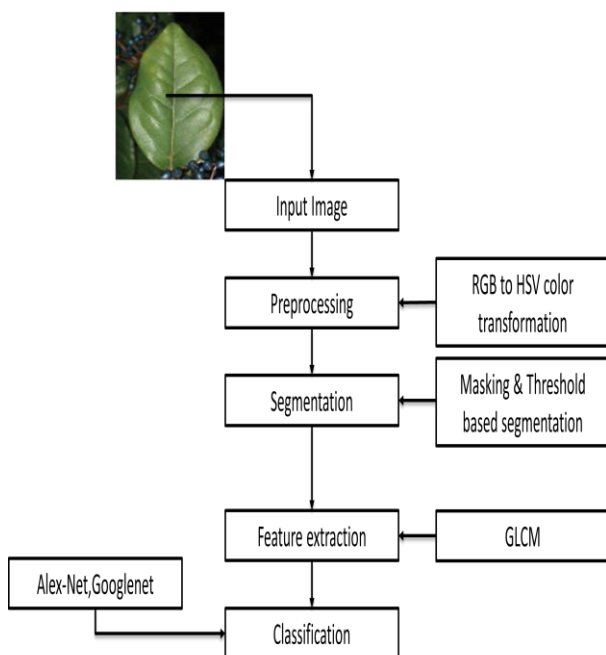 Input Image
Preprocessing
RGB to HSV color
transformation
Segmentation
Masking & Threshold
based segmentation
Feature extraction
GLCM
Alex-Net,Googlenet
Classification